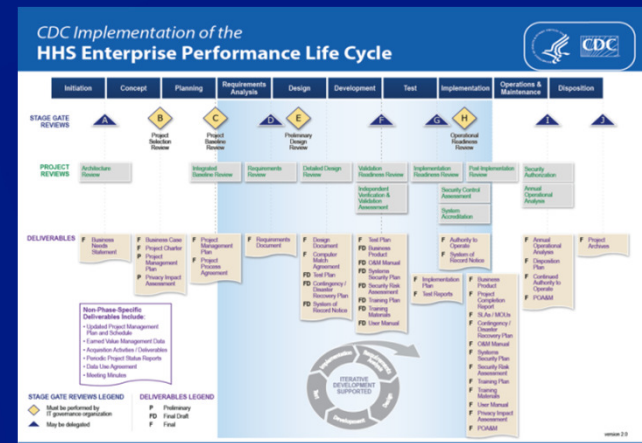 CDC Implementation of the
HHS Enterprise Performance Life Cycle
CDC
Initiation
Concept
Planning
Requirements
Analysis
Design
Development
Test
Implementation
Operations &
Maintenance
Disposition
STAGE GATE
REVIEWS
A
B
C
D
E
F
G
H
I
J
Project
Selection
Review
Project
Baseline
Review
Preliminary
Design
Review
Operational
Readiness
Review
PROJECT
REVIEWS
Architecture
Review
Integrated
Baseline Review
Requirements
Review
Detailed Design
Review
Validation
Readiness Review
Implementation
Readiness Review
Post-Implementation
Review
Security
Authorization
Independent
Verification &
Validation
Assessment
Security Control
Assessment
Annual
Operational
Analysis
System
Accreditation
DELIVERABLES
F Business
Needs
Statement
F Business Case
F Project Charter
P Project
Management
Plan
P Privacy Impact
Assessment
F Project
Management
Plan
F Project
Process
Agreement
F Requirements
Document
F Design
Document
F Computer
Match
Agreement
FD Test Plan
FD Contingency /
Disaster
Recovery Plan
FD System of
Record Notice
F Test Plan
FD Business
Product
FD O&M Manual
FD Systems
Security Plan
FD Security Risk
Assessment
FD Training Plan
FD Training
Materials
FD User Manual
F Implementation
Plan
F Test Reports
F Authority to
Operate
F System of
Record Notice
F Business
Product
F Project
Completion
Report
F SLAs / MOUs
F Contingency /
Disaster
Recovery Plan
F O&M Manual
F Systems
Security Plan
F Security Risk
Assessment
F Training Plan
F Training
Materials
F User Manual
F Privacy Impact
Assessment
F POA&M
F Annual
Operational
Analysis
F Disposition
Plan
F Continued
Authority to
Operate
F POA&M
F Project
Archives
Non-Phase-Specific
Deliverables Include:
• Updated Project Management
Plan and Schedule
• Earned Value Management Data
• Acquisition Activities / Deliverables
• Periodic Project Status Reports
• Data Use Agreement
• Meeting Minutes
ITERATIVE
DEVELOPMENT
SUPPORTED
Implementation
Requirements
Design
Development
Test
STAGE GATE REVIEWS LEGEND
Must be performed by
IT governance organization
May be delegated
DELIVERABLES LEGEND
P Preliminary
FD Final Draft
F Final
version 2.0